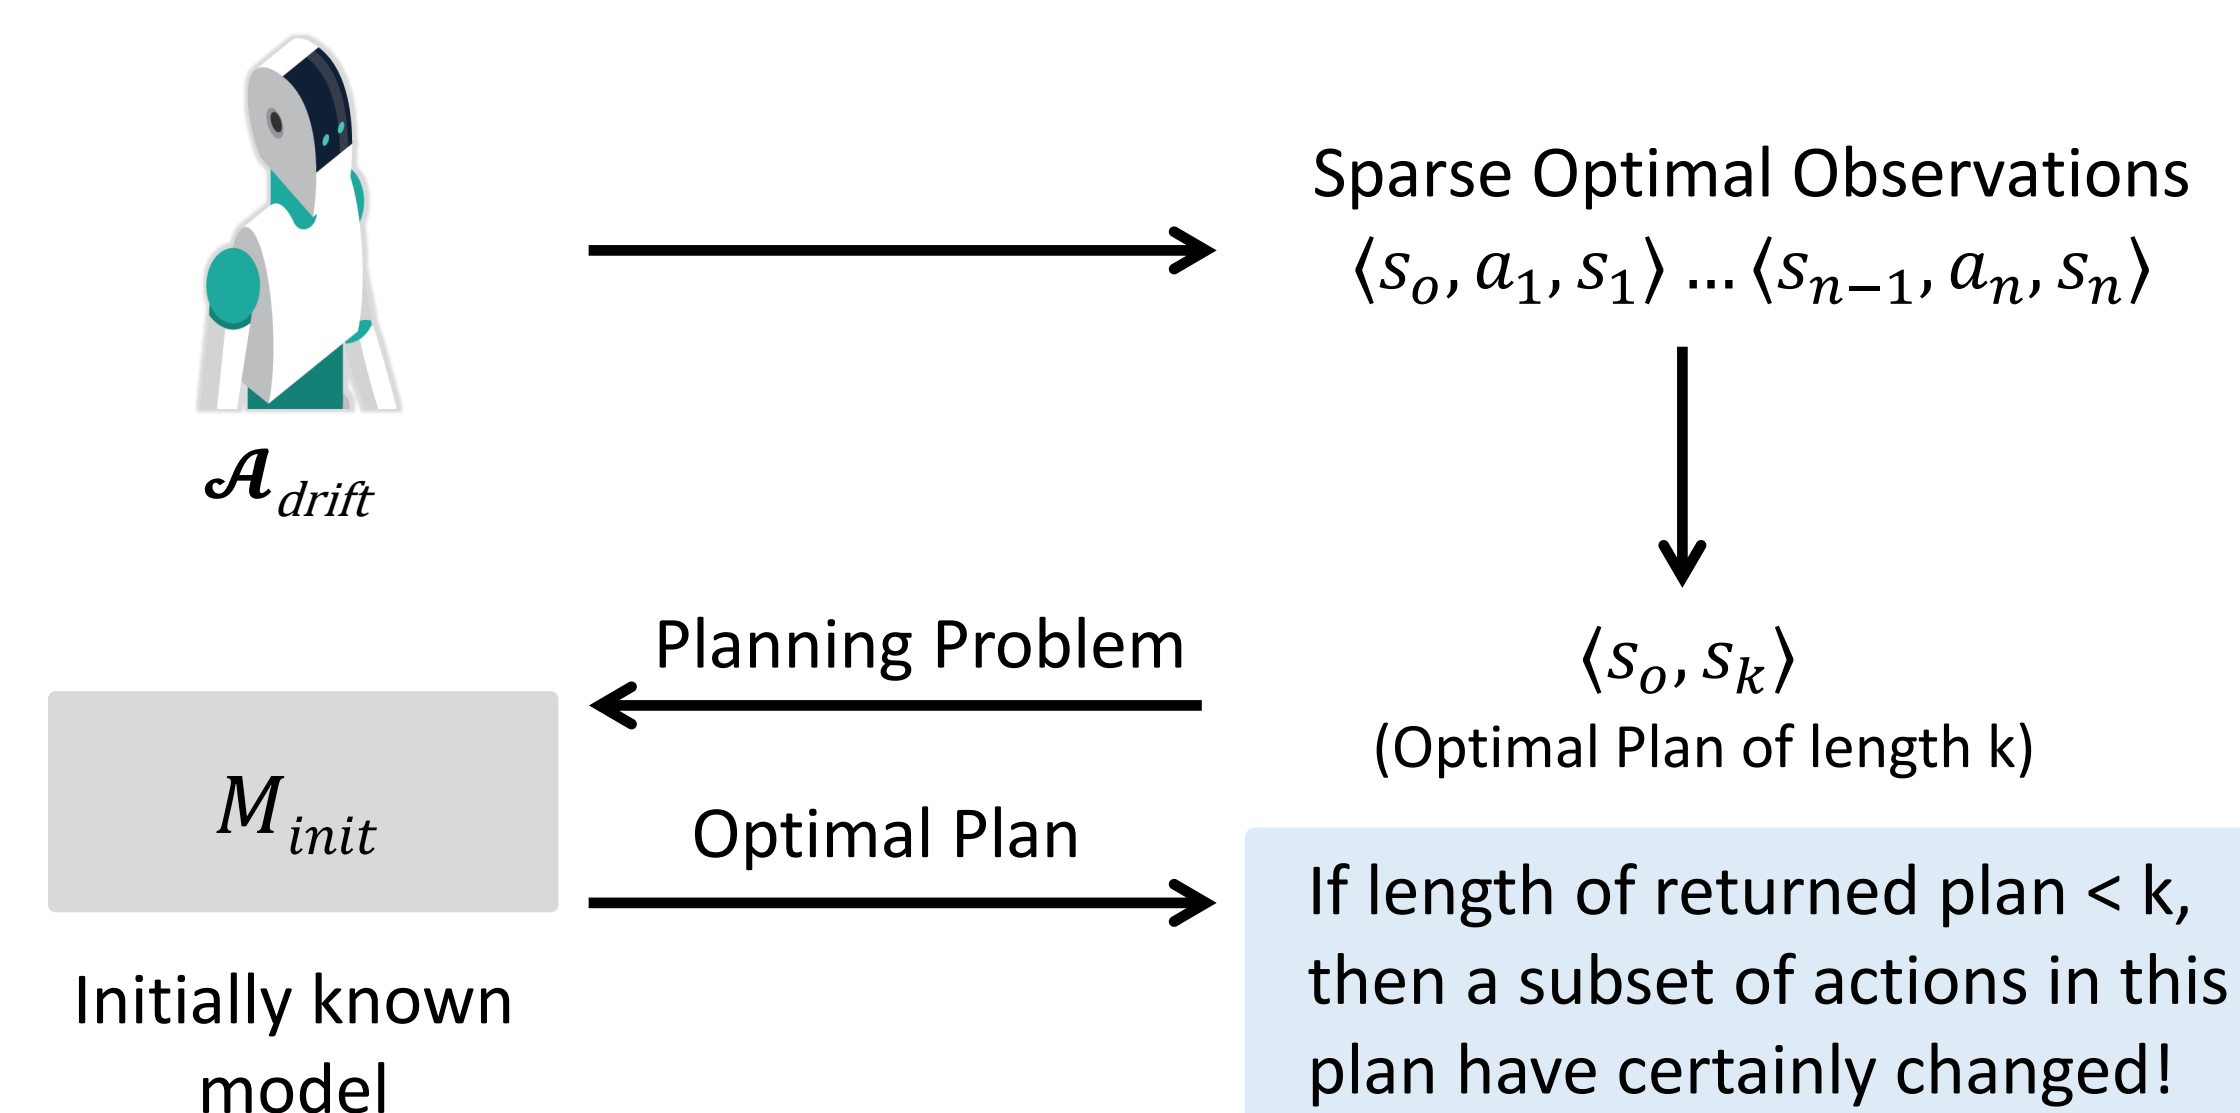 Sparse Optimal Observations
⟨s_o, a_1, s_1⟩ ... ⟨s_{n−1}, a_n, s_n⟩
𝓐_drift
Planning Problem
⟨s_o, s_k⟩
(Optimal Plan of length k)
M_init
Optimal Plan
If length of returned plan < k,
then a subset of actions in this
plan have certainly changed!
Initially known
model